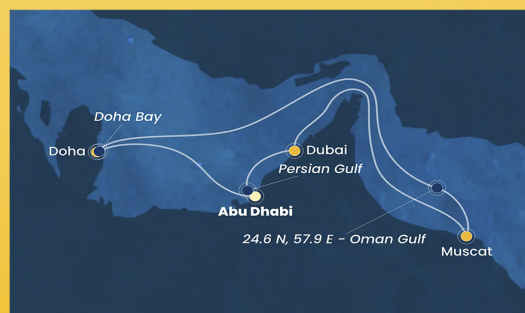 Doha Bay
Doha
Dubai
Persian Gulf
Abu Dhabi
24.6 N, 57.9 E - Oman Gulf
Muscat